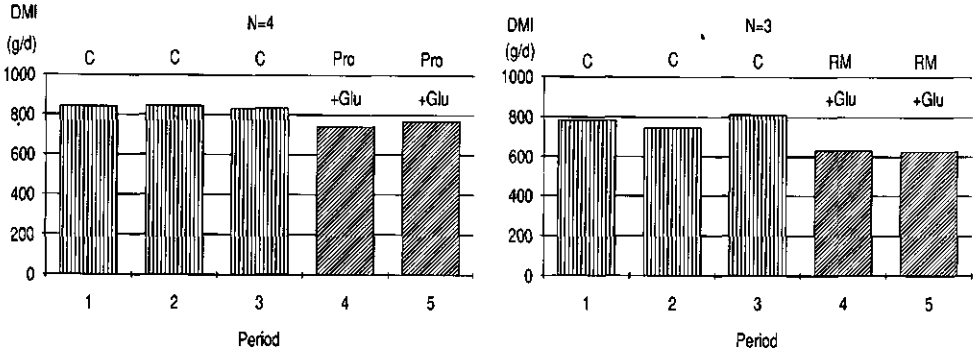 DMI
(g/d)
N=4
C C C Pro Pro
+Glu +Glu
1000
800
600
400
200
0
1 2 3 4 5
Period
DMI
(g/d)
N=3
C C C RM RM
+Glu +Glu
1000
800
600
400
200
0
1 2 3 4 5
Period